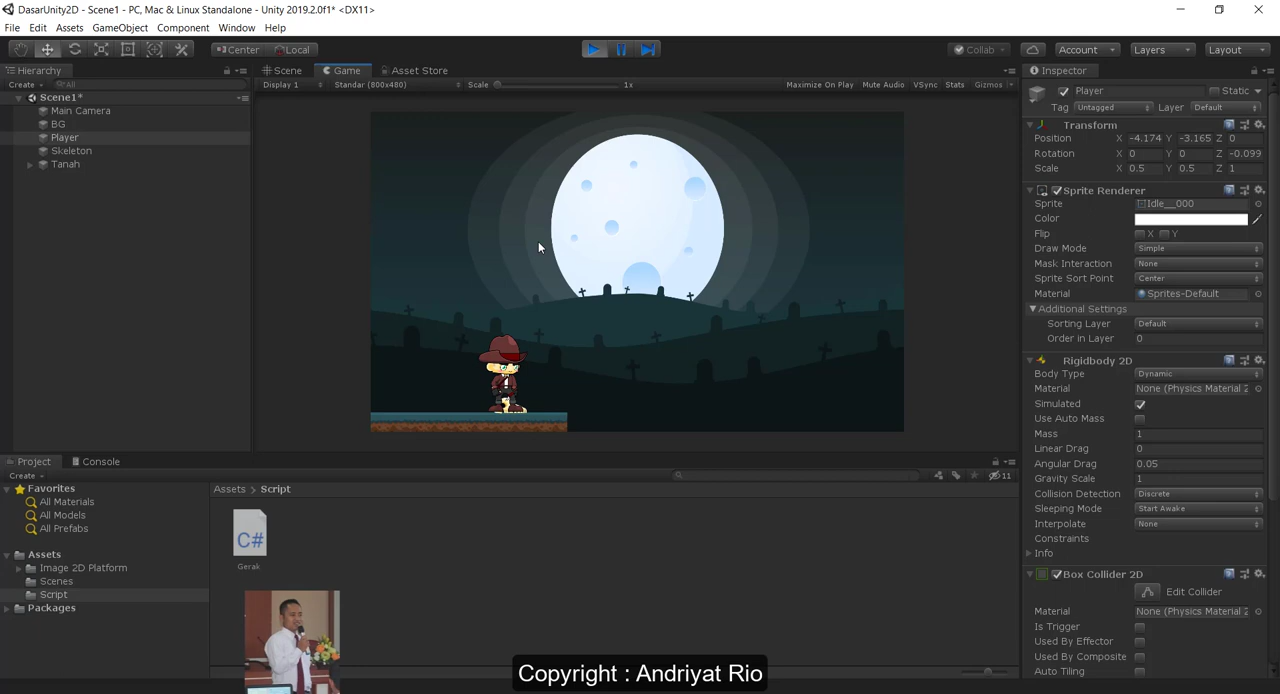 DasarUnity2D - Scene1 - PC, Mac & Linux Standalone - Unity 2019.2.0f1* <DX11>
File Edit Assets GameObject Component Window Help
Center Local Collab Account Layers Layout
Hierarchy Scene Game Asset Store Inspector
Create All Display 1 Standar (800x480) Scale 1x Maximize On Play Mute Audio VSync Stats Gizmos
Scene1*
Main Camera
BG
Player
Skeleton
Tanah
Player Static
Tag Untagged Layer Default
Transform
Position X -4.174 Y -3.165 Z 0
Rotation X 0 Y 0 Z -0.099
Scale X 0.5 Y 0.5 Z 1
Sprite Renderer
Sprite Idle__000
Color
Flip X Y
Draw Mode Simple
Mask Interaction None
Sprite Sort Point Center
Material Sprites-Default
Additional Settings
Sorting Layer Default
Order in Layer 0
Rigidbody 2D
Body Type Dynamic
Material None (Physics Material 2
Simulated
Use Auto Mass
Mass 1
Linear Drag 0
Angular Drag 0.05
Gravity Scale 1
Collision Detection Discrete
Sleeping Mode Start Awake
Interpolate None
Constraints
Info
Box Collider 2D
Edit Collider
Material None (Physics Material 2
Is Trigger
Used By Effector
Used By Composite
Auto Tiling
Project Console
Create 11
Favorites
All Materials
All Models
All Prefabs
Assets
Image 2D Platform
Scenes
Script
Packages
Assets > Script
C#
Gerak
Copyright : Andriyat Rio